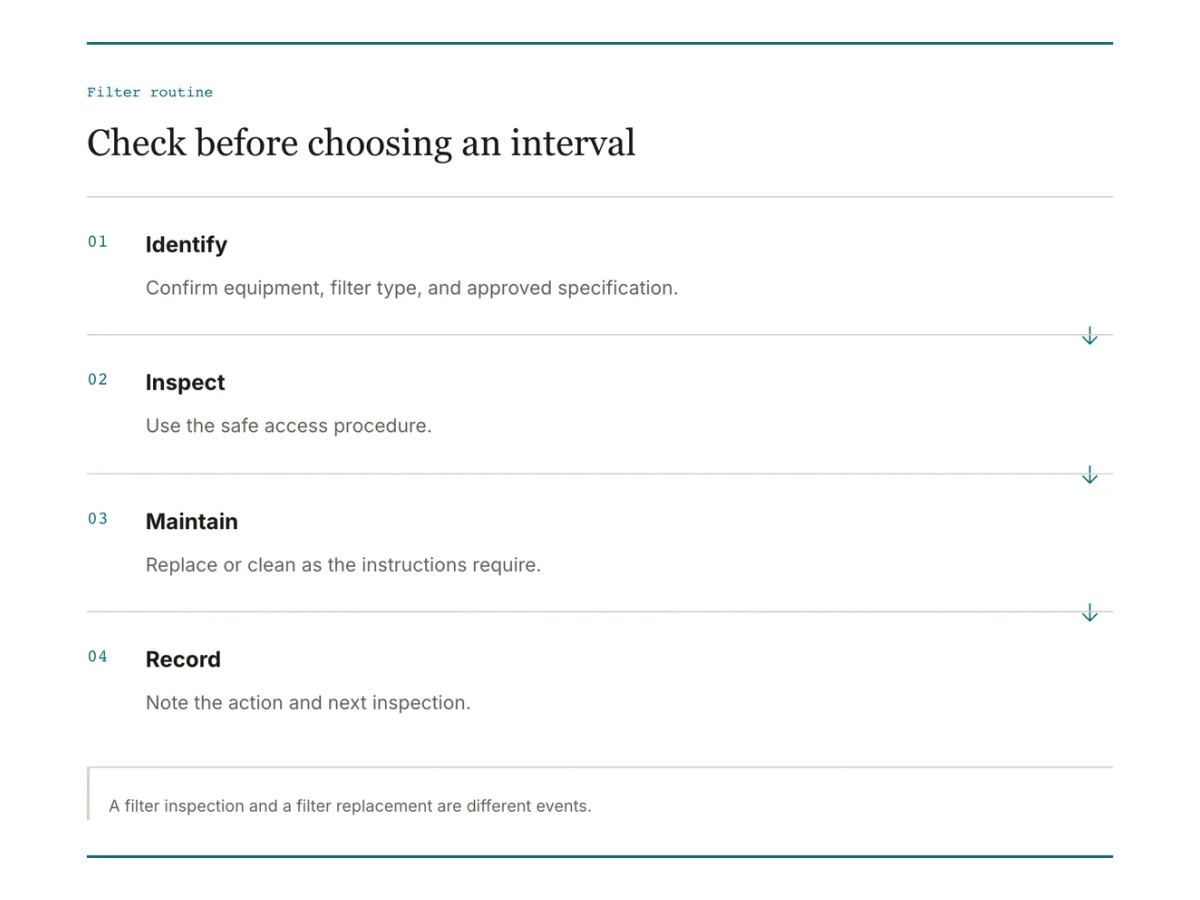 Filter routine
Check before choosing an interval
01
Identify
Confirm equipment, filter type, and approved specification.
02
Inspect
Use the safe access procedure.
03
Maintain
Replace or clean as the instructions require.
04
Record
Note the action and next inspection.
A filter inspection and a filter replacement are different events.